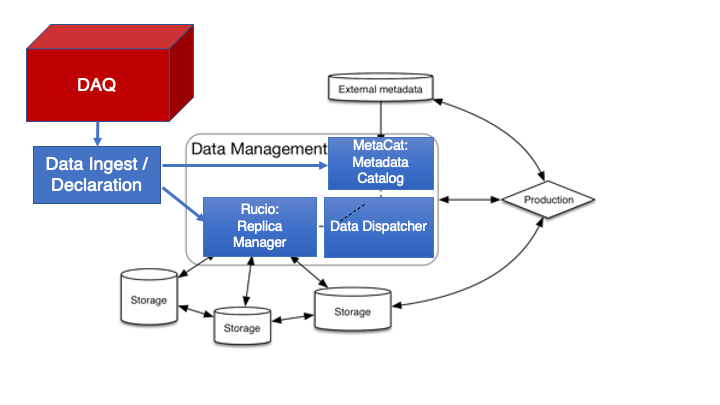 DAQ
External metadata
Data Ingest /
Declaration
Data Management
MetaCat:
Metadata
Catalog
Production
Rucio:
Replica
Manager
Data Dispatcher
Storage
Storage
Storage